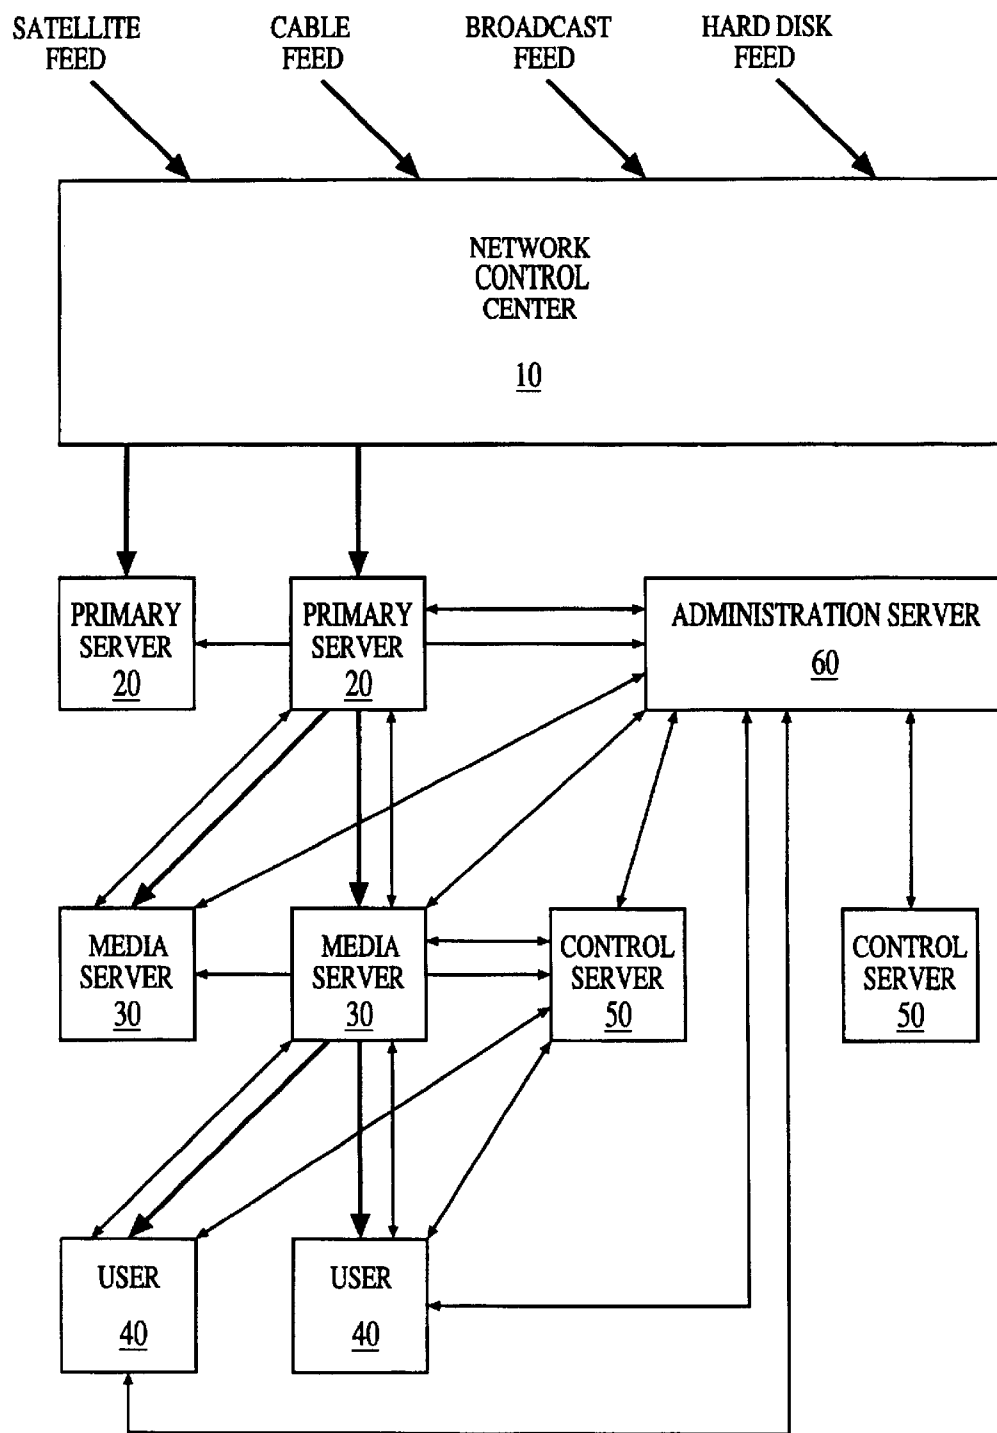 SATELLITE
FEED
CABLE
FEED
BROADCAST
FEED
HARD DISK
FEED
NETWORK
CONTROL
CENTER
10
PRIMARY
SERVER
20
PRIMARY
SERVER
20
ADMINISTRATION SERVER
60
MEDIA
SERVER
30
MEDIA
SERVER
30
CONTROL
SERVER
50
CONTROL
SERVER
50
USER
40
USER
40